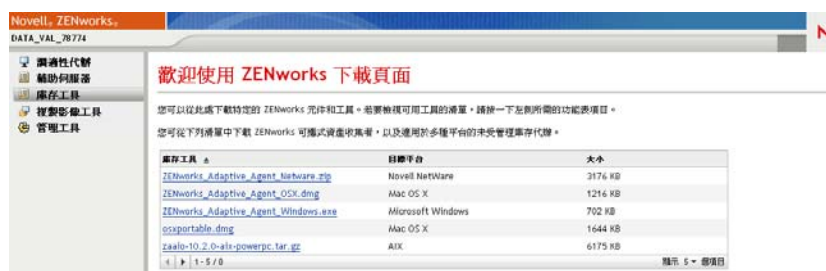 Novell® ZENworks®
DATA_VAL_78774
N
調適性代辦
輔助伺服器
庫存工具
複製影像工具
管理工具
歡迎使用 ZENworks 下載頁面
您可以從此處下載特定的 ZENworks 元件和工具。若要檢視可用工具的清單，請按一下左側所需的功能表項目。
您可從下列清單中下載 ZENworks 可攜式資產收集者，以及適用於多種平台的未受管理庫存代辦。
庫存工具 目標平台 大小
ZENworks_Adaptive_Agent_Netware.zip Novell NetWare 3176 KB
ZENworks_Adaptive_Agent_OSX.dmg Mac OS X 1216 KB
ZENworks_Adaptive_Agent_Windows.exe Microsoft Windows 702 KB
osxportable.dmg Mac OS X 1644 KB
zaalo-10.2.0-aix-powerpc.tar.gz AIX 6175 KB
1 - 5 / 0 顯示 5 個項目